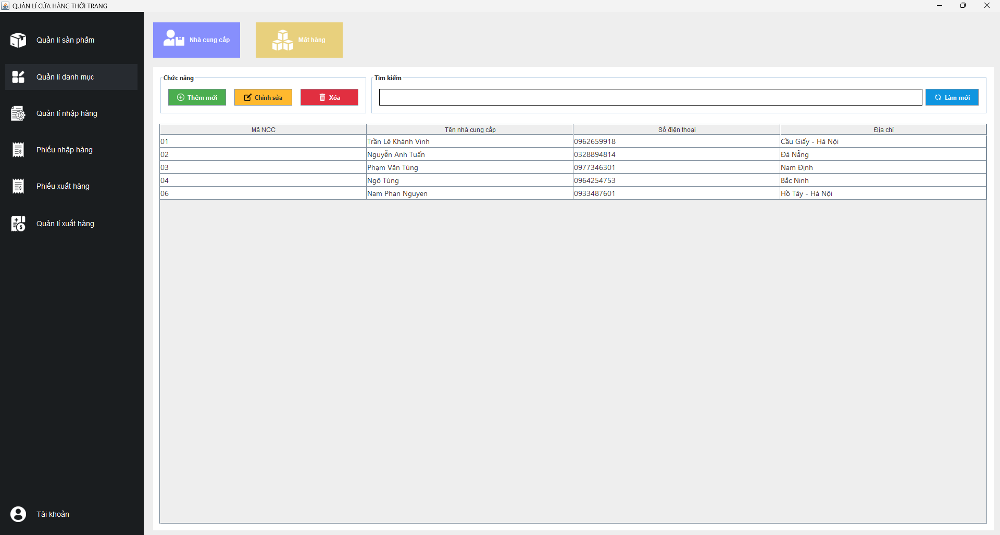 QUẢN LÍ CỬA HÀNG THỜI TRANG
Quản lí sản phẩm
Quản lí danh mục
Quản lí nhập hàng
Phiếu nhập hàng
Phiếu xuất hàng
Quản lí xuất hàng
Tài khoản
Nhà cung cấp
Mặt hàng
Chức năng
Thêm mới
Chỉnh sửa
Xóa
Tìm kiếm
Làm mới
Mã NCC Tên nhà cung cấp Số điện thoại Địa chỉ
01 Trần Lê Khánh Vinh 0962659918 Cầu Giấy - Hà Nội
02 Nguyễn Anh Tuấn 0328894814 Đà Nẵng
03 Phạm Văn Tùng 0977346301 Nam Định
04 Ngô Tùng 0964254753 Bắc Ninh
06 Nam Phan Nguyen 0933487601 Hồ Tây - Hà Nội